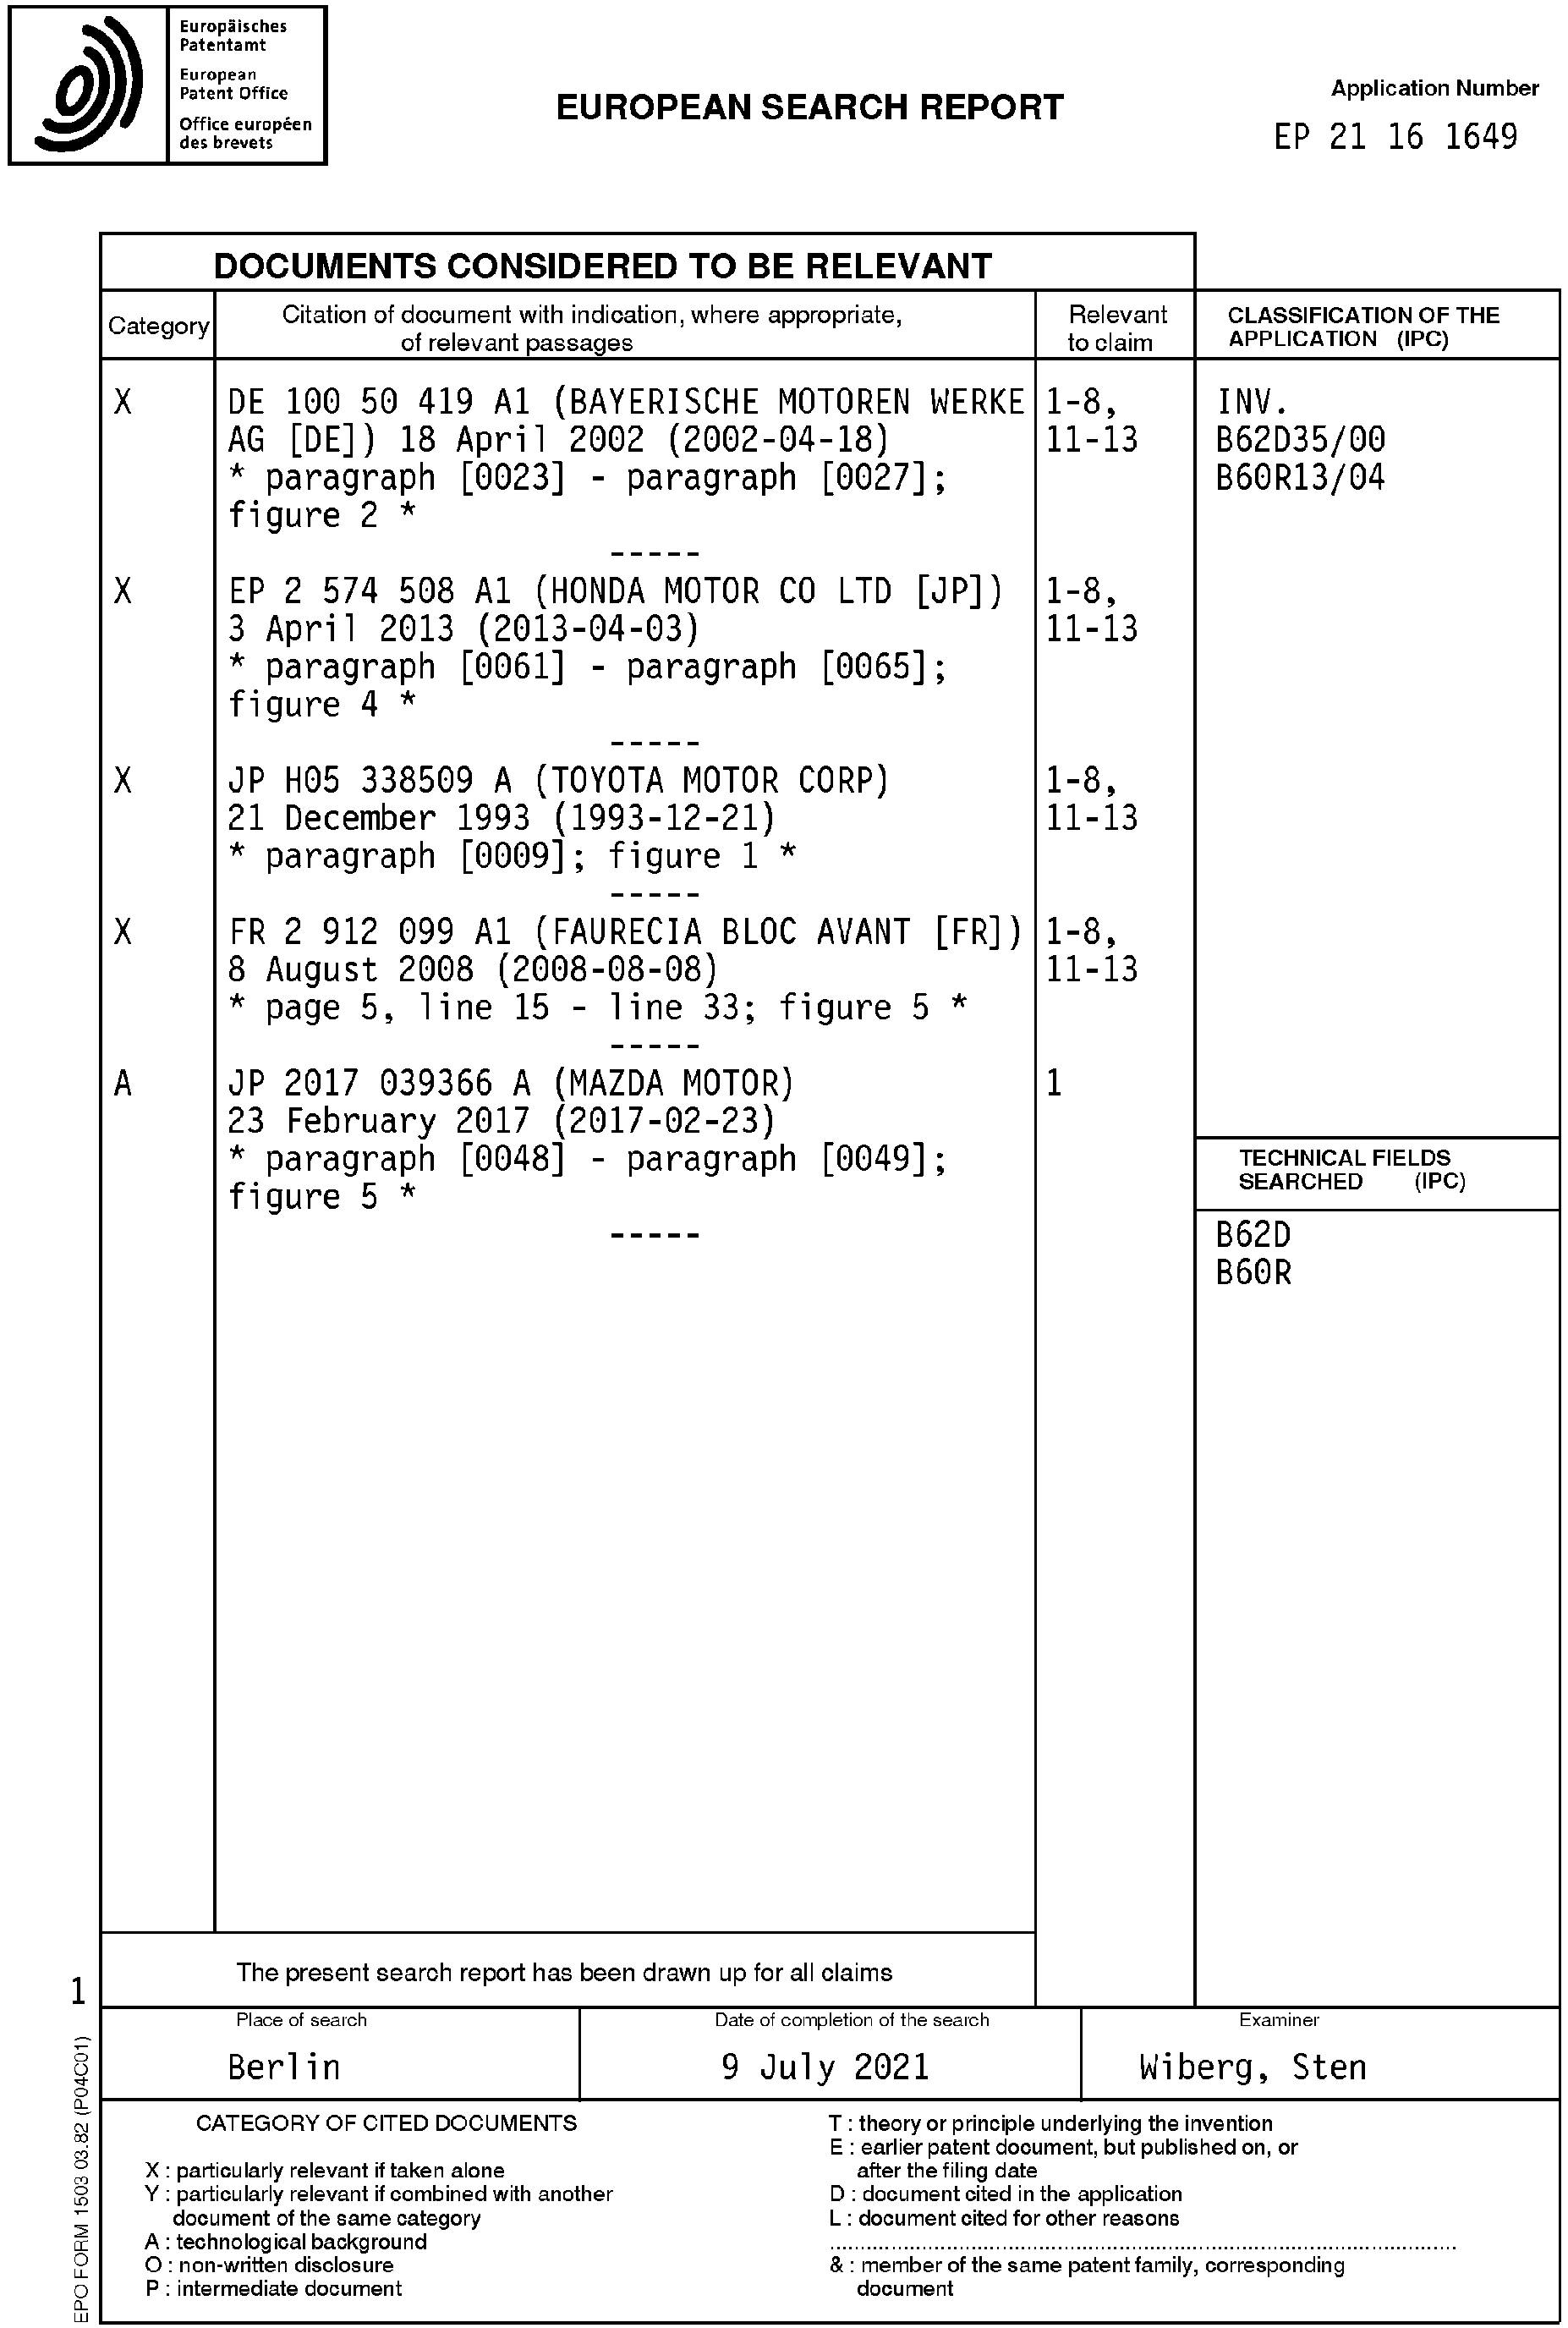 Europäisches
Patentamt
European
Patent Office
Office européen
des brevets
EUROPEAN SEARCH REPORT
Application Number
EP 21 16 1649
DOCUMENTS CONSIDERED TO BE RELEVANT
Category
Citation of document with indication, where appropriate,
of relevant passages
Relevant
to claim
CLASSIFICATION OF THE
APPLICATION (IPC)
X
DE 100 50 419 A1 (BAYERISCHE MOTOREN WERKE
AG [DE]) 18 April 2002 (2002-04-18)
* paragraph [0023] - paragraph [0027];
figure 2 *
-----
1-8,
11-13
INV.
B62D35/00
B60R13/04
X
EP 2 574 508 A1 (HONDA MOTOR CO LTD [JP])
3 April 2013 (2013-04-03)
* paragraph [0061] - paragraph [0065];
figure 4 *
-----
1-8,
11-13
X
JP H05 338509 A (TOYOTA MOTOR CORP)
21 December 1993 (1993-12-21)
* paragraph [0009]; figure 1 *
-----
1-8,
11-13
X
FR 2 912 099 A1 (FAURECIA BLOC AVANT [FR])
8 August 2008 (2008-08-08)
* page 5, line 15 - line 33; figure 5 *
-----
1-8,
11-13
A
JP 2017 039366 A (MAZDA MOTOR)
23 February 2017 (2017-02-23)
* paragraph [0048] - paragraph [0049];
figure 5 *
-----
1
TECHNICAL FIELDS
SEARCHED (IPC)
B62D
B60R
The present search report has been drawn up for all claims
1
Place of search
Berlin
Date of completion of the search
9 July 2021
Examiner
Wiberg, Sten
CATEGORY OF CITED DOCUMENTS
X : particularly relevant if taken alone
Y : particularly relevant if combined with another
document of the same category
A : technological background
O : non-written disclosure
P : intermediate document
T : theory or principle underlying the invention
E : earlier patent document, but published on, or
after the filing date
D : document cited in the application
L : document cited for other reasons
& : member of the same patent family, corresponding
document
EPO FORM 1503 03.82 (P04C01)